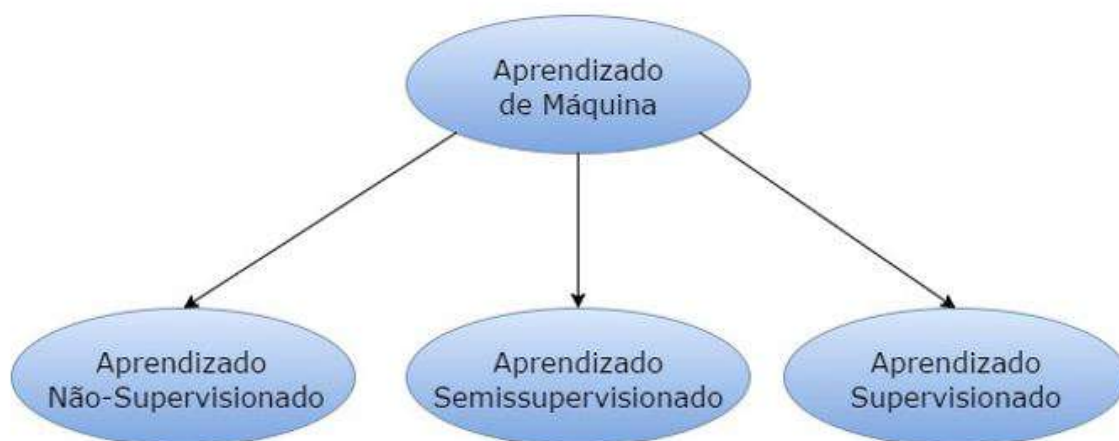 Aprendizado
de Máquina
Aprendizado
Não-Supervisionado
Aprendizado
Semissupervisionado
Aprendizado
Supervisionado